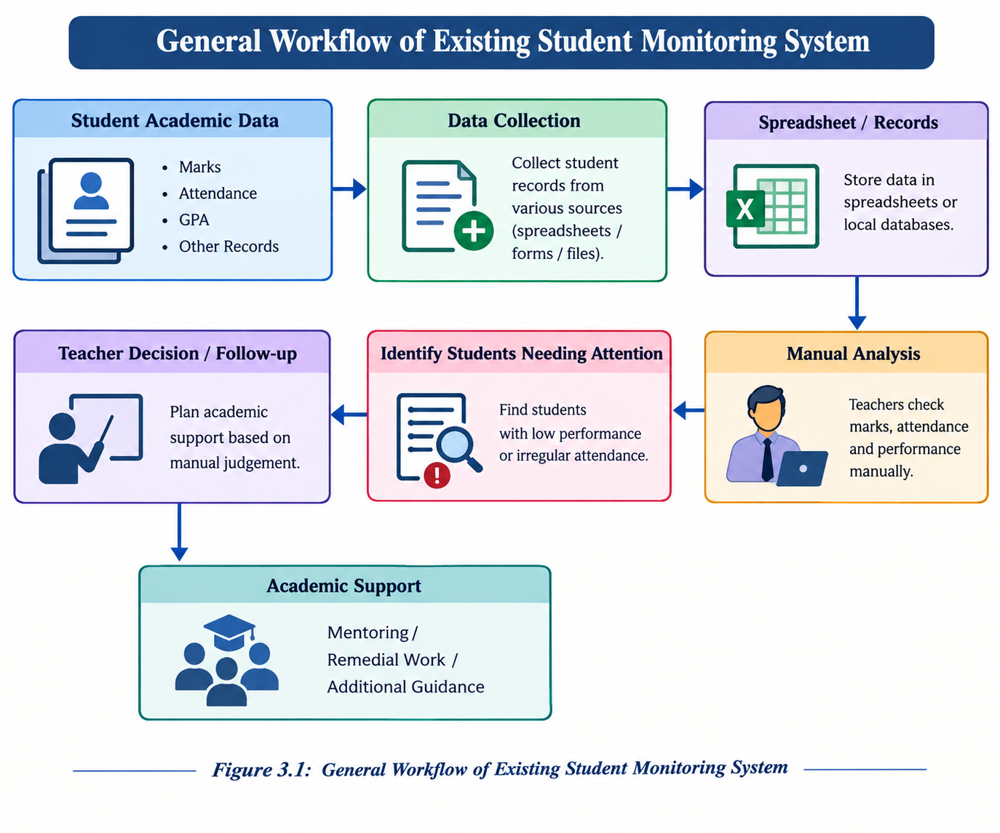 General Workflow of Existing Student Monitoring System
Student Academic Data
• Marks
• Attendance
• GPA
• Other Records
Data Collection
Collect student
records from
various sources
(spreadsheets /
forms / files).
Spreadsheet / Records
X
Store data in
spreadsheets or
local databases.
Manual Analysis
Teachers check
marks, attendance
and performance
manually.
Identify Students Needing Attention
Find students
with low performance
or irregular attendance.
Teacher Decision / Follow-up
Plan academic
support based on
manual judgement.
Academic Support
Mentoring /
Remedial Work /
Additional Guidance
Figure 3.1: General Workflow of Existing Student Monitoring System